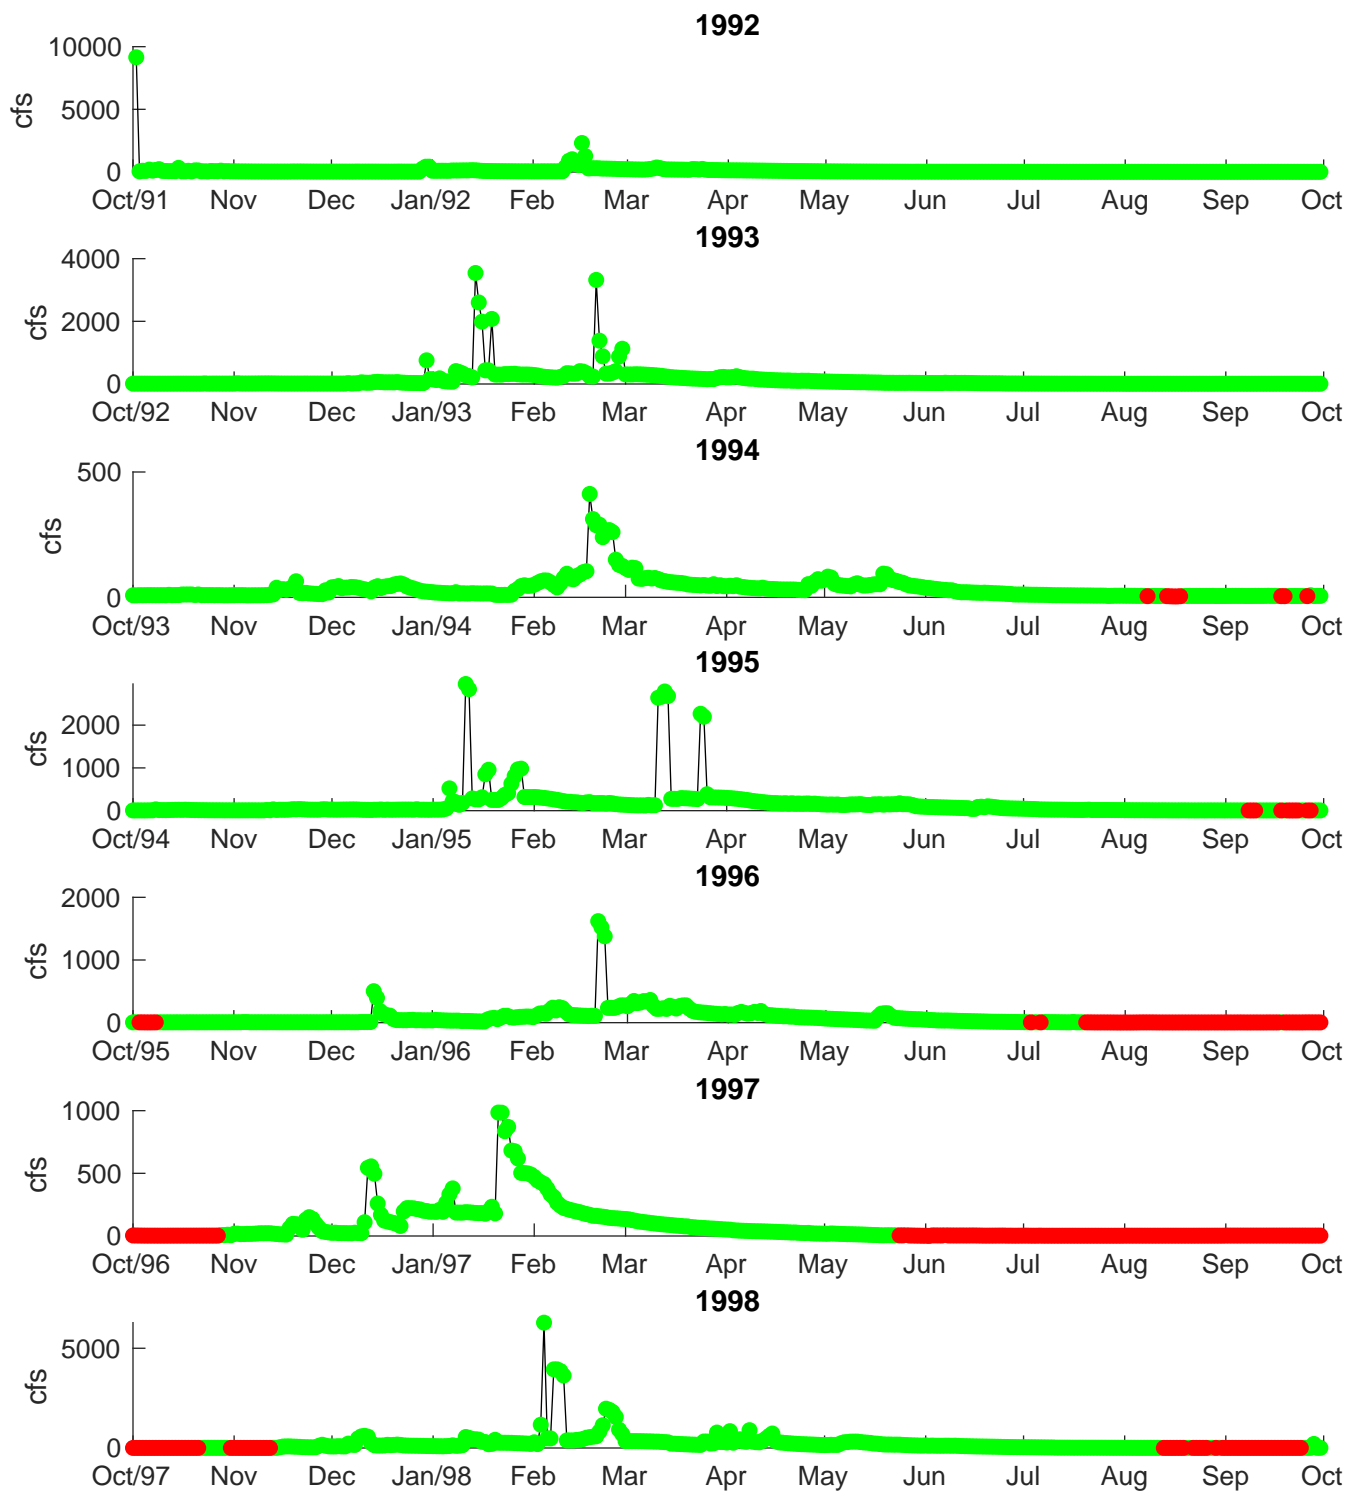 1992
10000
5000
0
cfs
Oct/91 Nov Dec Jan/92 Feb Mar Apr May Jun Jul Aug Sep Oct
1993
4000
2000
0
cfs
Oct/92 Nov Dec Jan/93 Feb Mar Apr May Jun Jul Aug Sep Oct
1994
500
0
cfs
Oct/93 Nov Dec Jan/94 Feb Mar Apr May Jun Jul Aug Sep Oct
1995
2000
1000
0
cfs
Oct/94 Nov Dec Jan/95 Feb Mar Apr May Jun Jul Aug Sep Oct
1996
2000
1000
0
cfs
Oct/95 Nov Dec Jan/96 Feb Mar Apr May Jun Jul Aug Sep Oct
1997
1000
500
0
cfs
Oct/96 Nov Dec Jan/97 Feb Mar Apr May Jun Jul Aug Sep Oct
1998
5000
0
cfs
Oct/97 Nov Dec Jan/98 Feb Mar Apr May Jun Jul Aug Sep Oct